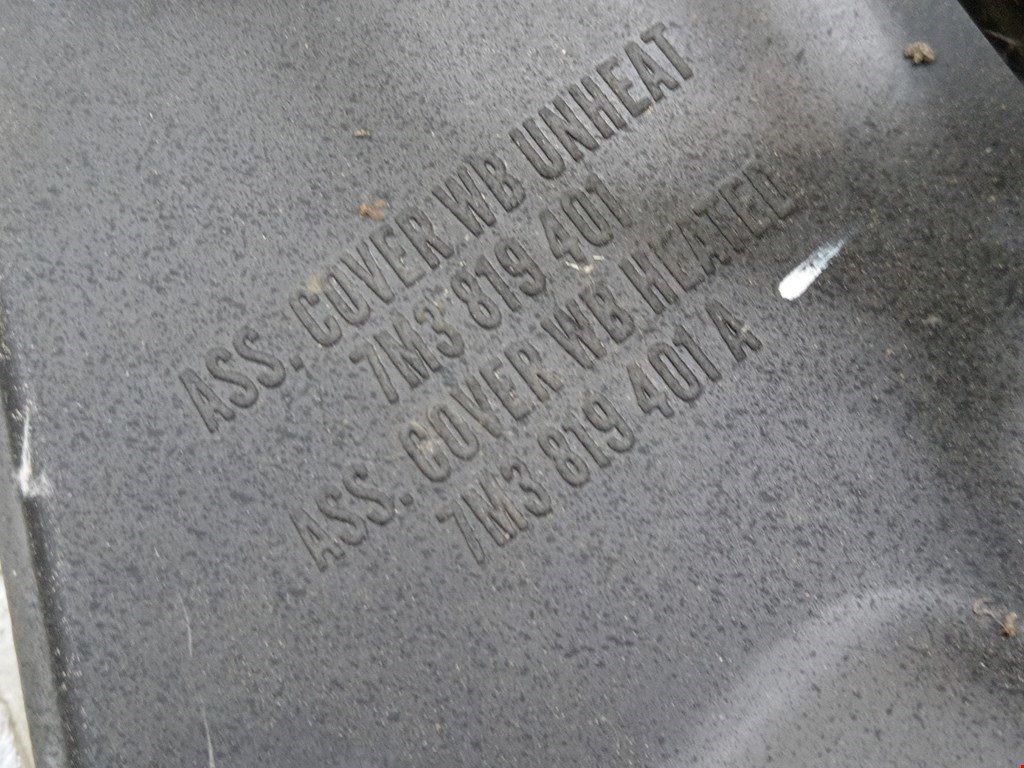 ASS. COVER WB UNHEAT
7M3 819 401
ASS. COVER WB HEATED
7M3 819 401 A